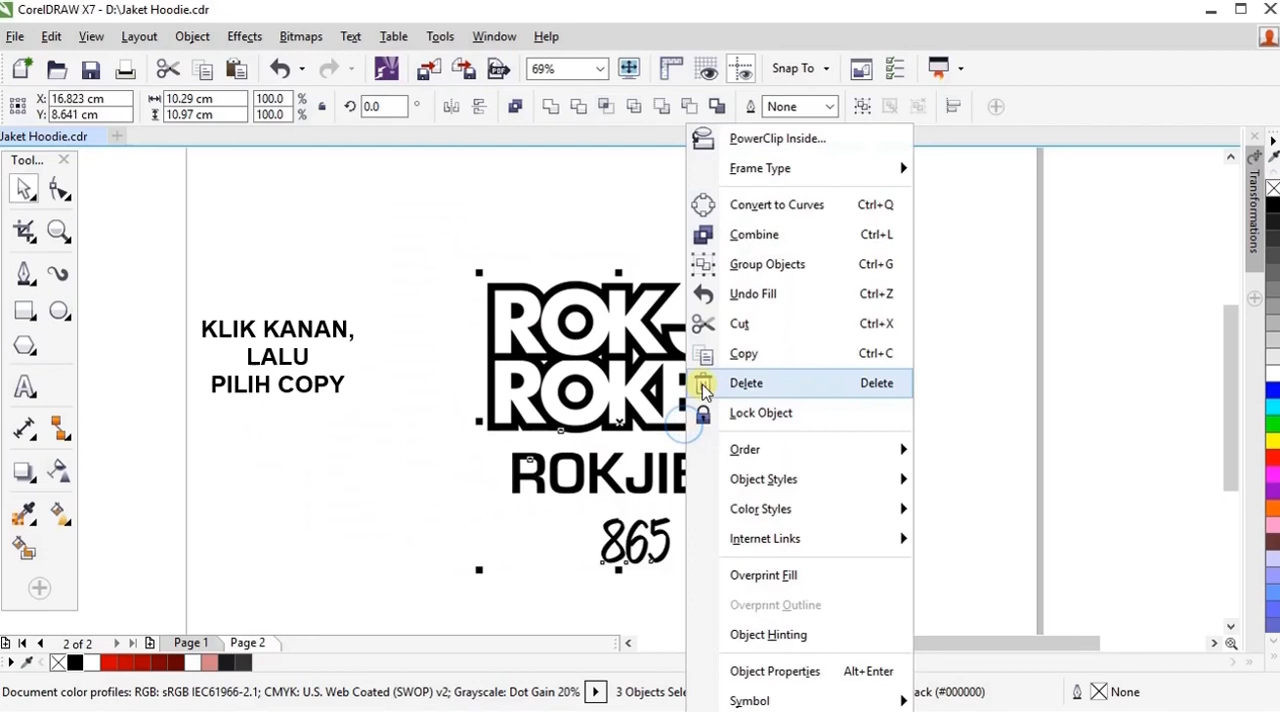 CorelDRAW X7 - D:\Jaket Hoodie.cdr
File Edit View Layout Object Effects Bitmaps Text Table Tools Window Help
69% Snap To
X: 16.823 cm 10.29 cm 100.0 % 0.0 ° None
Y: 8.641 cm 10.97 cm 100.0 %
Jaket Hoodie.cdr
Tool...
Transformations
PowerClip Inside...
Frame Type
Convert to Curves Ctrl+Q
Combine Ctrl+L
Group Objects Ctrl+G
Undo Fill Ctrl+Z
Cut Ctrl+X
Copy Ctrl+C
Delete Delete
Lock Object
Order
Object Styles
Color Styles
Internet Links
Overprint Fill
Overprint Outline
Object Hinting
Object Properties Alt+Enter
Symbol
KLIK KANAN,
LALU
PILIH COPY
ROK
ROK
ROKJI
865
2 of 2 Page 1 Page 2
Document color profiles: RGB: sRGB IEC61966-2.1; CMYK: U.S. Web Coated (SWOP) v2; Grayscale: Dot Gain 20% 3 Objects Sele ack (#000000) None